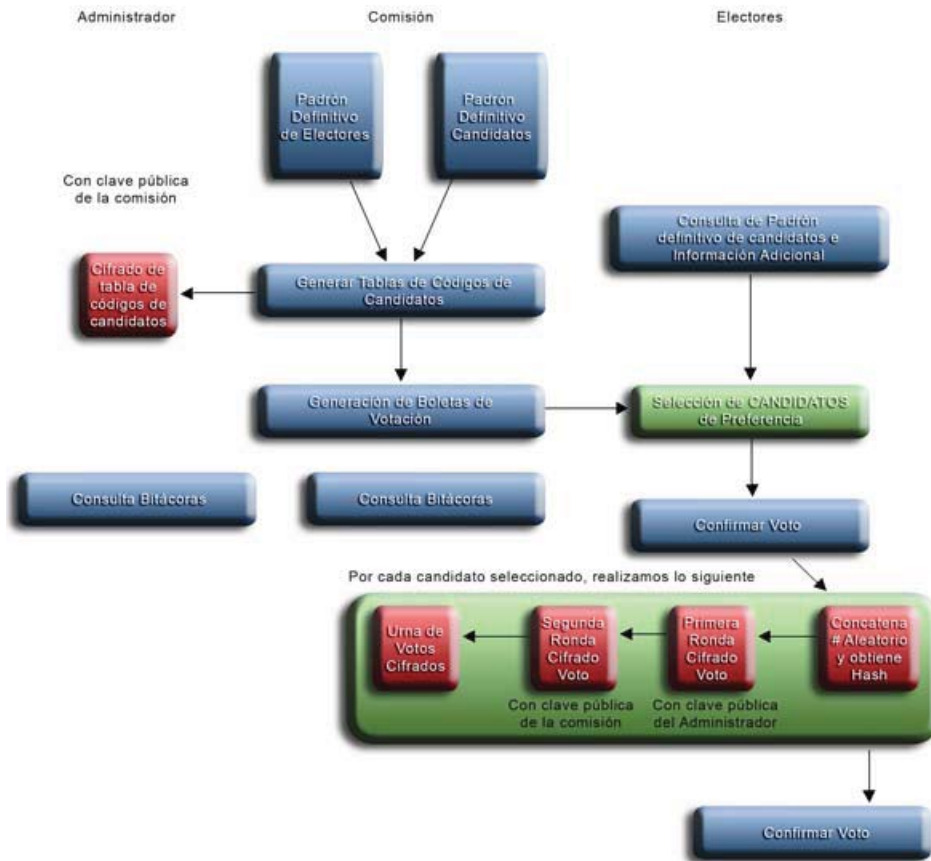 Administrador
Comisión
Electores
Padrón
Definitivo
de Electores
Padrón
Definitivo
Candidatos
Con clave pública
de la comisión
Consulta de Padrón
definitivo de candidatos e
Información Adicional
Cifrado de
tabla de
códigos de
candidatos
Generar Tablas de Códigos de
Candidatos
Generación de Boletas de
Votación
Selección de CANDIDATOS
de Preferencia
Consulta Bitácoras
Consulta Bitácoras
Confirmar Voto
Por cada candidato seleccionado, realizamos lo siguiente
Urna de
Votos
Cifrados
Segunda
Ronda
Cifrado
Voto
Primera
Ronda
Cifrado
Voto
Concatena
# Aleatorio
y obtiene
Hash
Con clave pública
de la comisión
Con clave pública
del Administrador
Confirmar Voto